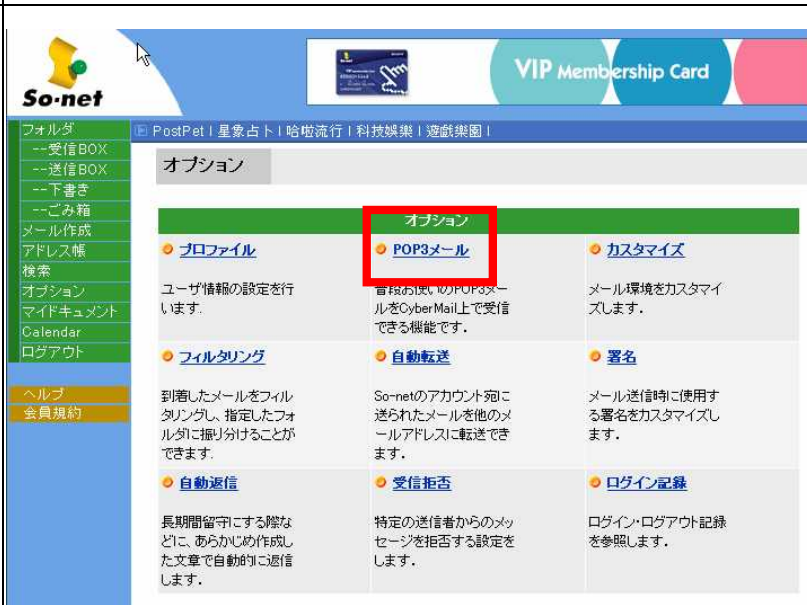 So-net
VIP Membership Card
PostPet | 星象占卜 | 哈啦流行 | 科技娛樂 | 遊戲樂園 |
フォルダ
--受信BOX
--送信BOX
--下書き
--ごみ箱
メール作成
アドレス帳
検索
オプション
マイドキュメント
Calendar
ログアウト
ヘルプ
会員規約
オプション
オプション
プロファイル
ユーザ情報の設定を行
います.
POP3メール
普段お使いのPOP3メー
ルをCyberMail上で受信
できる機能です.
カスタマイズ
メール環境をカスタマイ
ズします.
フィルタリング
到着したメールをフィル
タリングし、指定したフォ
ルダに振り分けることが
できます.
自動転送
So-netのアカウント宛に
送られたメールを他のメ
ールアドレスに転送でき
ます.
署名
メール送信時に使用す
る署名をカスタマイズし
ます.
自動返信
長期間留守にする際な
どに、あらかじめ作成し
た文章で自動的に返信
します.
受信拒否
特定の送信者からのメッ
セージを拒否する設定を
します.
ログイン記録
ログイン・ログアウト記録
を参照します.